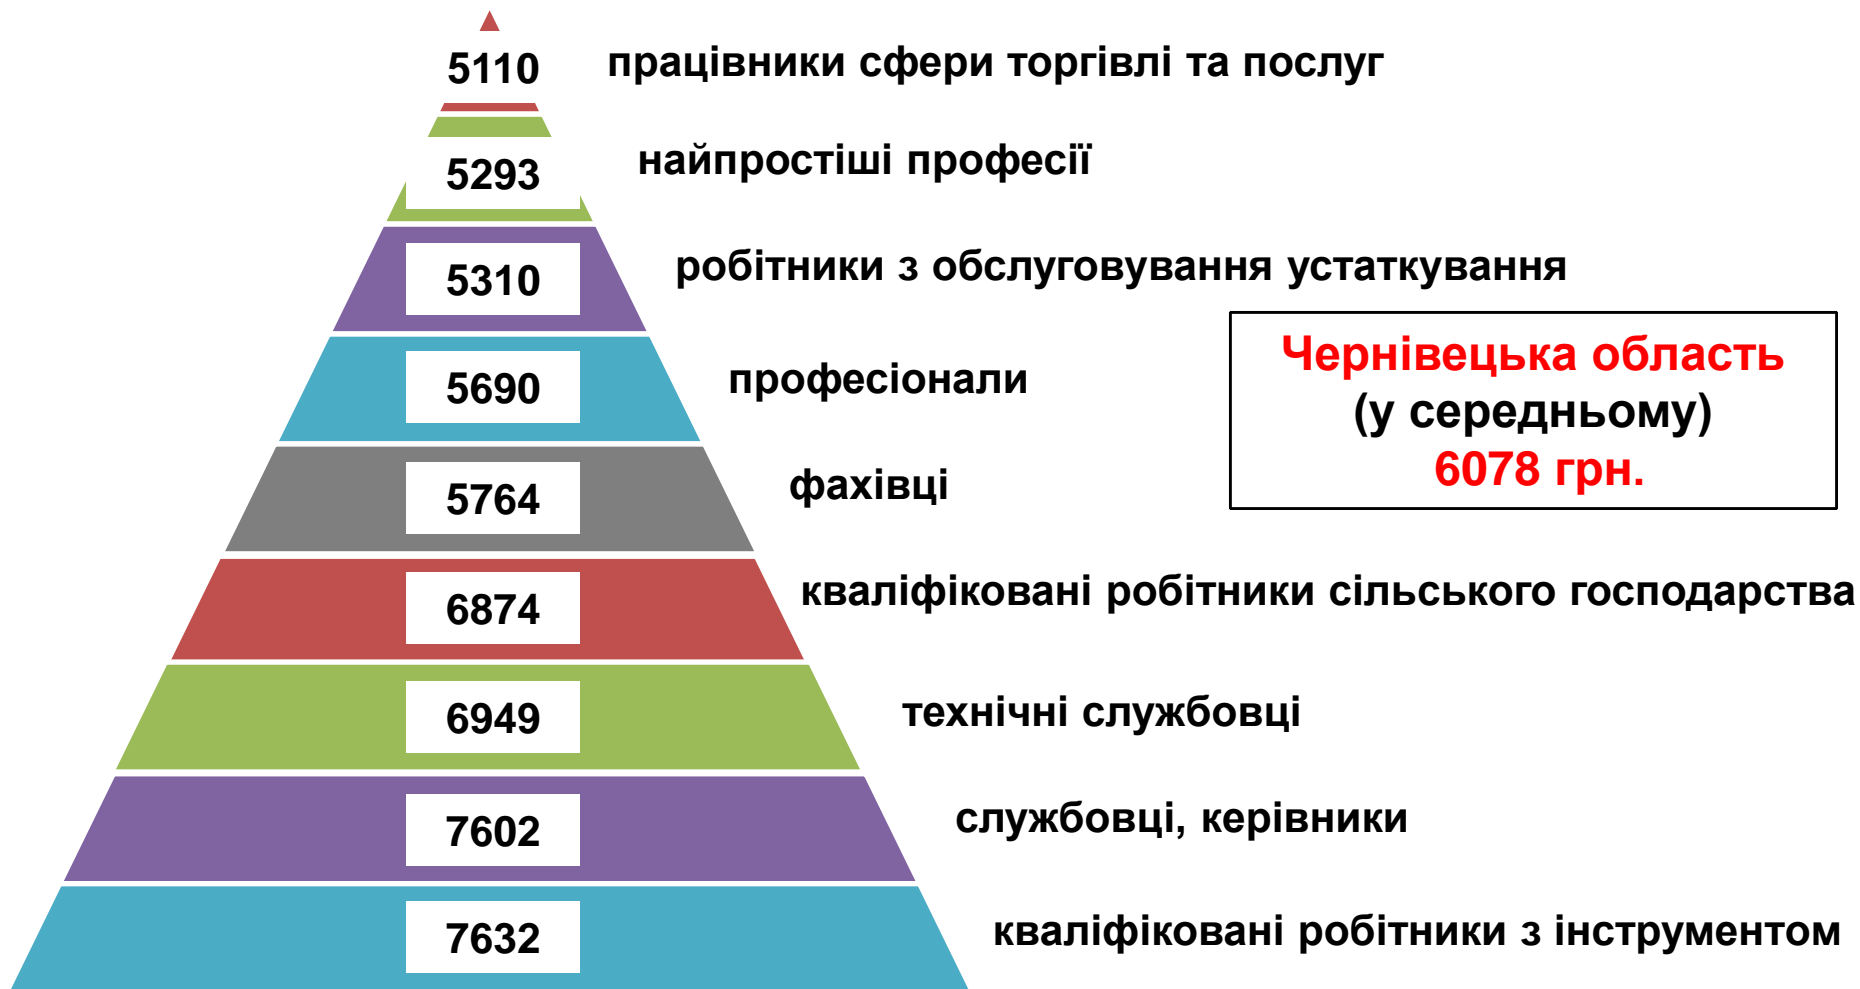 5110 працівники сфери торгівлі та послуг
5293 найпростіші професії
5310 робітники з обслуговування устаткування
5690 професіонали
Чернівецька область
(у середньому)
6078 грн.
5764 фахівці
6874 кваліфіковані робітники сільського господарства
6949 технічні службовці
7602 службовці, керівники
7632 кваліфіковані робітники з інструментом